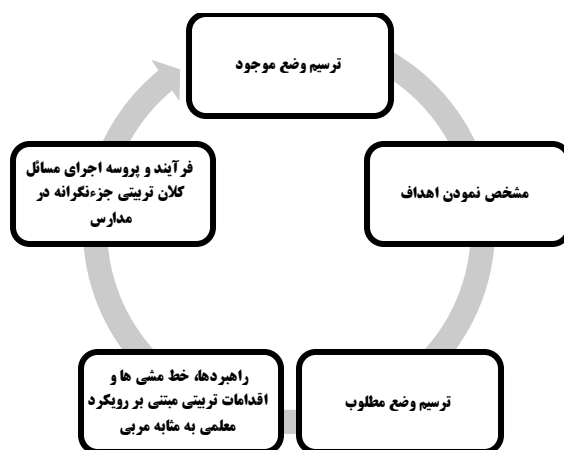 ترسیم وضع موجود
مشخص نمودن اهداف
ترسیم وضع مطلوب
راهبردها، خط مشی ها و
اقدامات تربیتی مبتنی بر رویکرد
معلمی به مثابه مربی
فرآیند و پروسه اجرای مسائل
کلان تربیتی جزءنگرانه در
مدارس